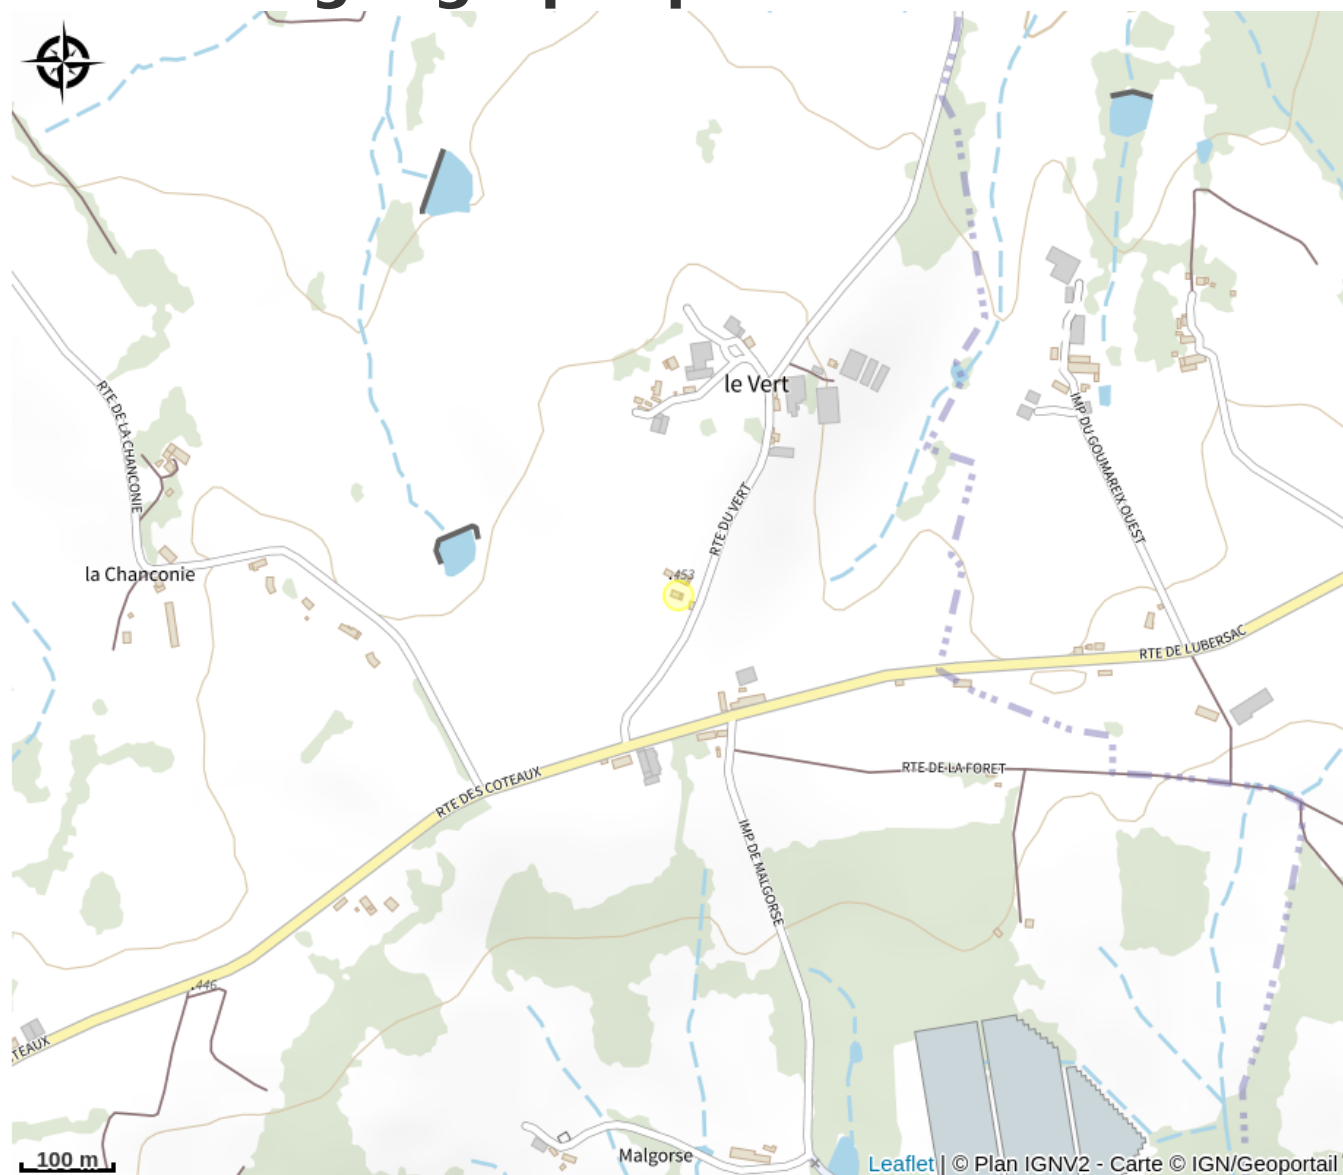 le Vert
RTE DE LA CHANCONIE
IMP DU GOUMAREIX OUEST
RTE DU VERT
la Chanconie
.453
RTE DE LUBERSAC
RTE DES COTEAUX
RTE DE LA FORET
IMP DE MALGORSE
.446
TEAUX
Malgorse
100 m
Leaflet | © Plan IGNV2 - Carte © IGN/Geoportail